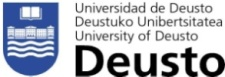 Universidad de Deusto
Deustuko Unibertsitatea
University of Deusto
Deusto